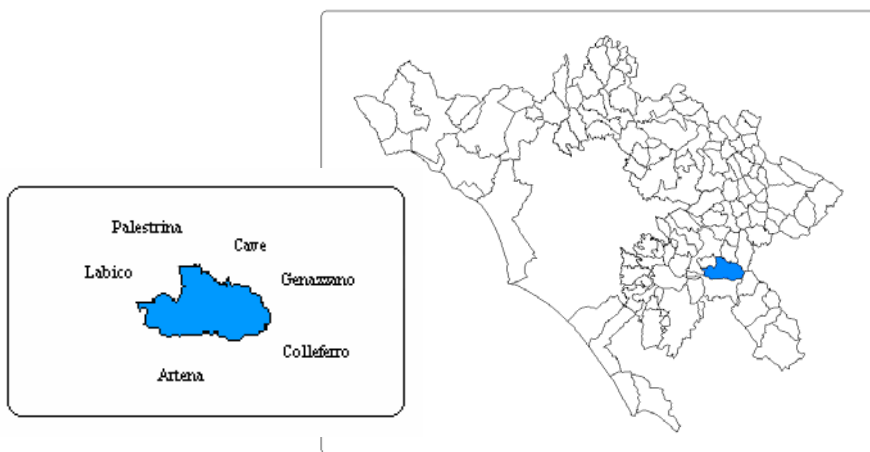 Palestrina
Cave
Labico
Genazzano
Colleferro
Artena